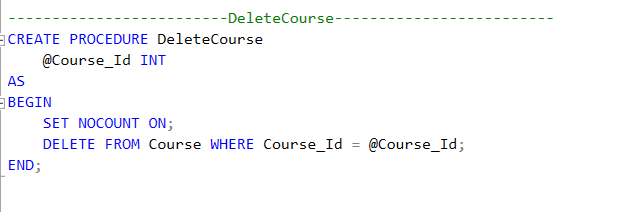 -------------------------DeleteCourse-------------------------
CREATE PROCEDURE DeleteCourse
    @Course_Id INT
AS
BEGIN
    SET NOCOUNT ON;
    DELETE FROM Course WHERE Course_Id = @Course_Id;
END;